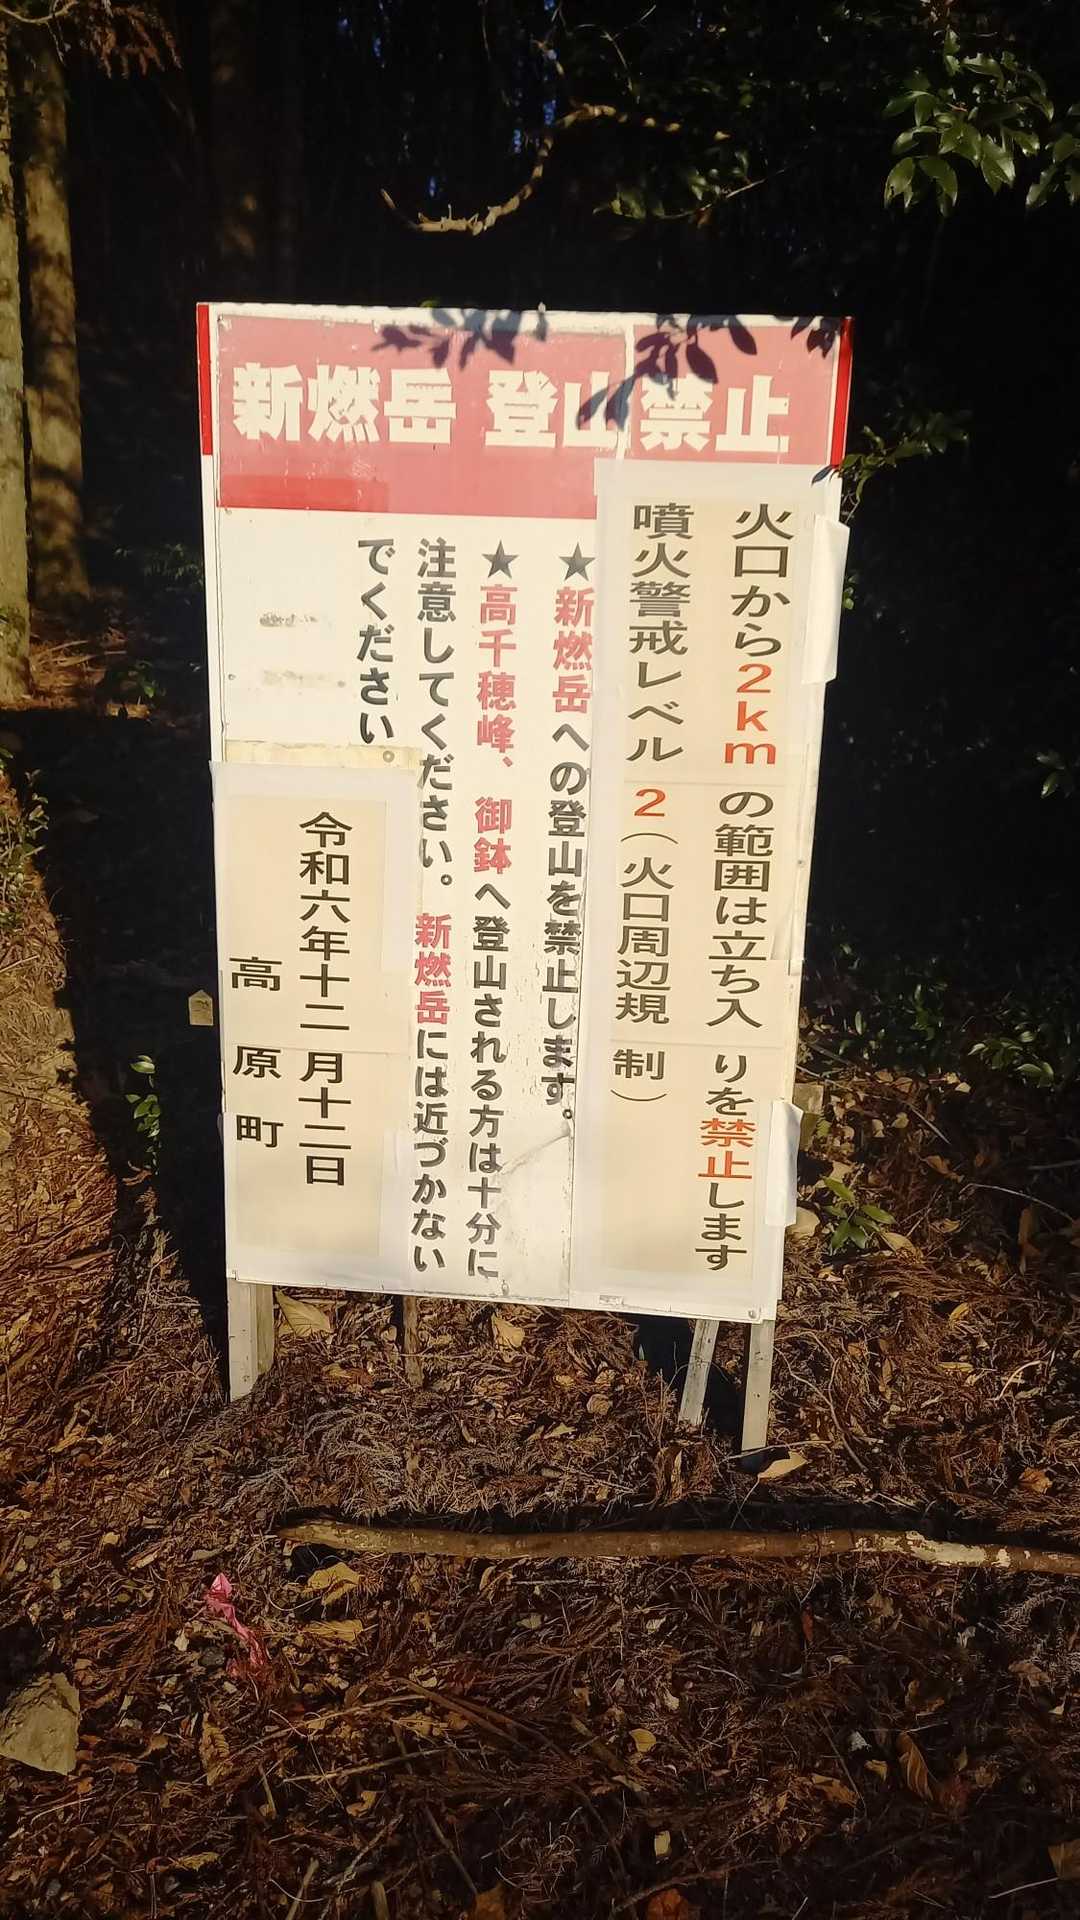 新燃岳 登山禁止
火口から2kmの範囲は立ち入りを禁止します
噴火警戒レベル2（火口周辺規制）
★新燃岳への登山を禁止します。
★高千穂峰、御鉢へ登山される方は十分に
注意してください。新燃岳には近づかない
でください。
令和六年十二月十二日
高原町